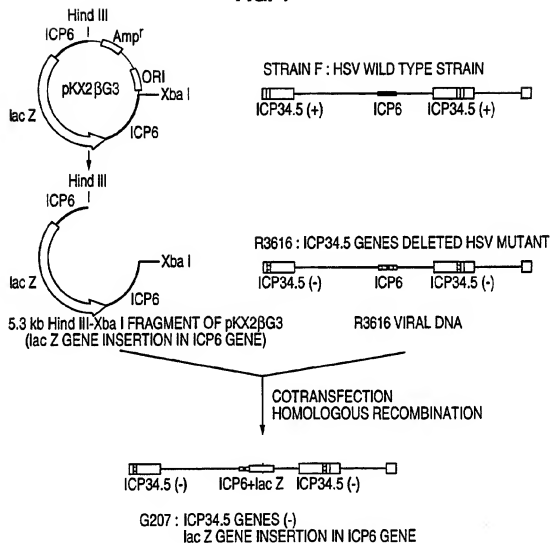 Hind III
ICP6
Ampʳ
ORI
pKX2βG3
Xba I
lac Z
ICP6
STRAIN F : HSV WILD TYPE STRAIN
ICP34.5 (+)
ICP6
ICP34.5 (+)
Hind III
ICP6
Xba I
lac Z
ICP6
5.3 kb Hind III-Xba I FRAGMENT OF pKX2βG3
(lac Z GENE INSERTION IN ICP6 GENE)
R3616 : ICP34.5 GENES DELETED HSV MUTANT
ICP34.5 (-)
ICP6
ICP34.5 (-)
R3616 VIRAL DNA
COTRANSFECTION
HOMOLOGOUS RECOMBINATION
ICP34.5 (-)
ICP6+lac Z
ICP34.5 (-)
G207 : ICP34.5 GENES (-)
lac Z GENE INSERTION IN ICP6 GENE